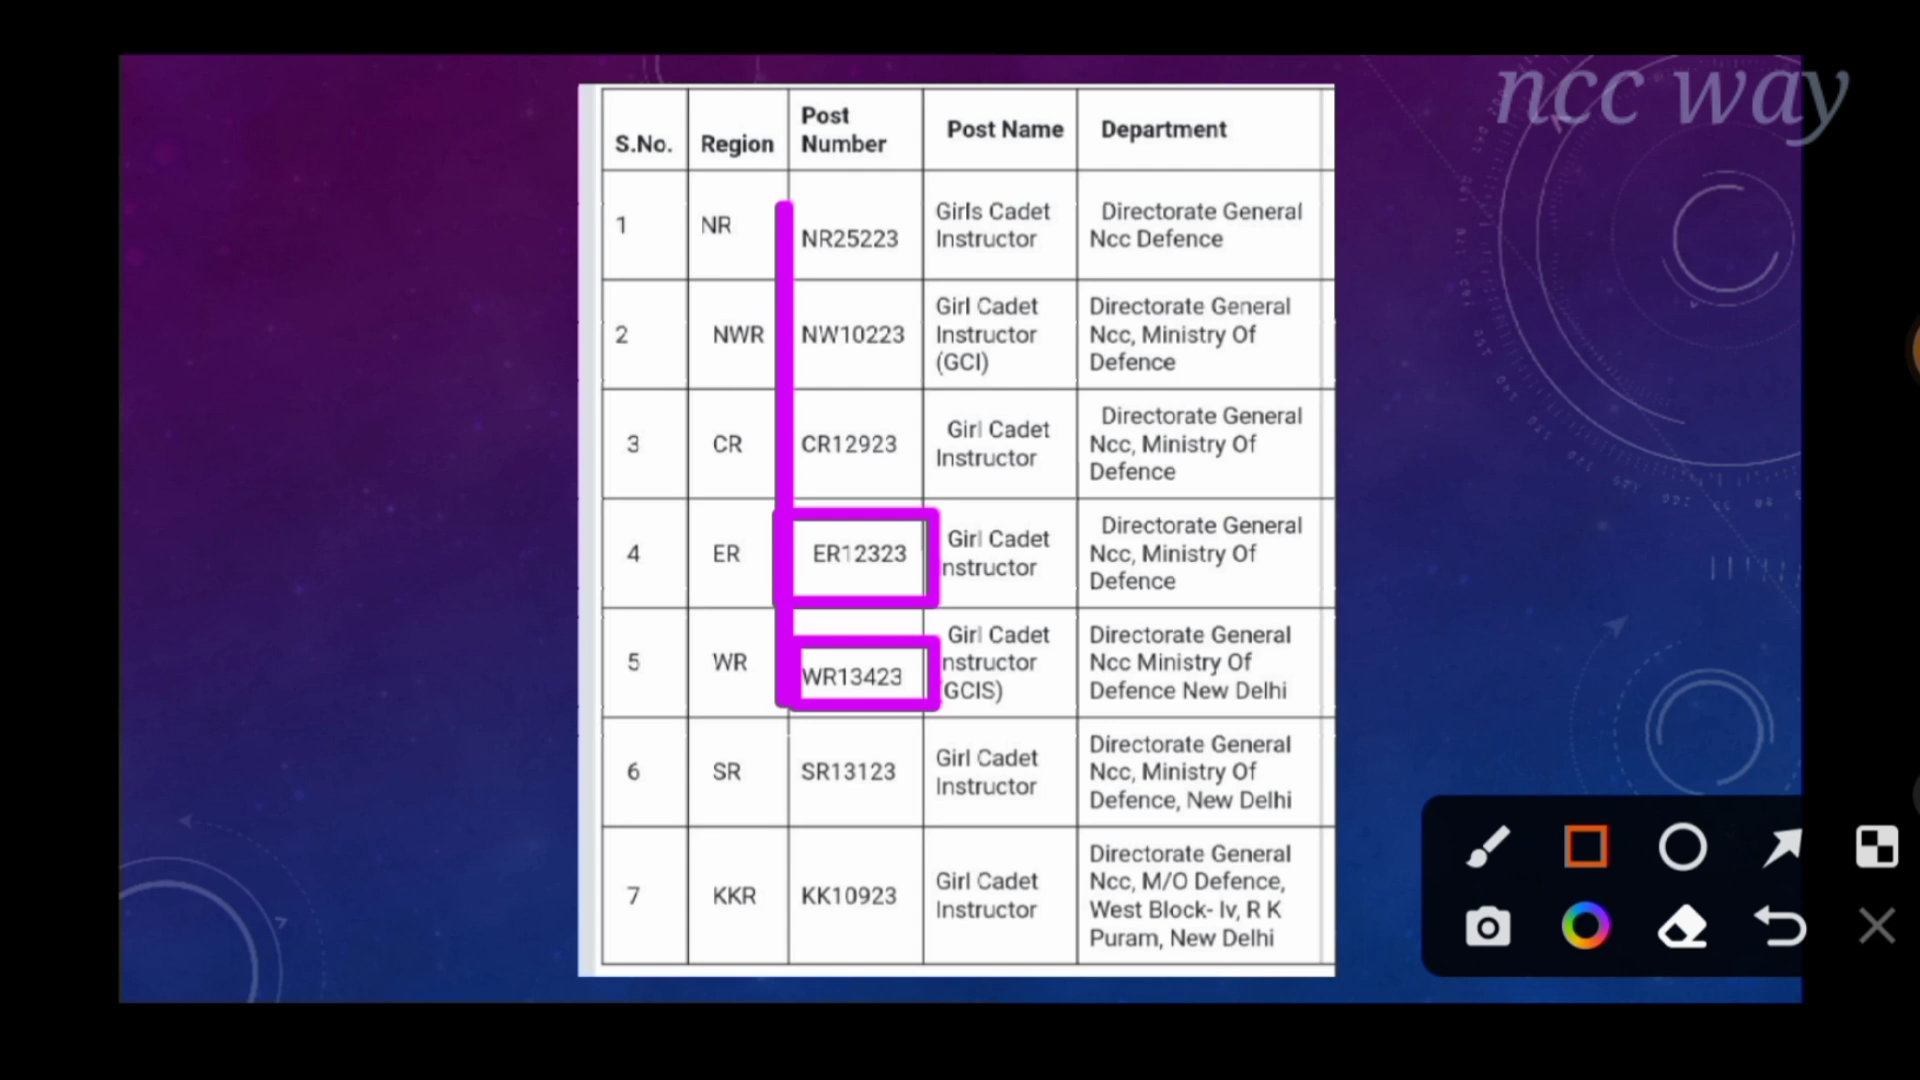 ncc way
S.No. Region Post Number Post Name Department
1 NR NR25223 Girls Cadet Instructor Directorate General Ncc Defence
2 NWR NW10223 Girl Cadet Instructor (GCI) Directorate General Ncc, Ministry Of Defence
3 CR CR12923 Girl Cadet Instructor Directorate General Ncc, Ministry Of Defence
4 ER ER12323 Girl Cadet nstructor Directorate General Ncc, Ministry Of Defence
5 WR WR13423 Girl Cadet nstructor GCIS) Directorate General Ncc Ministry Of Defence New Delhi
6 SR SR13123 Girl Cadet Instructor Directorate General Ncc, Ministry Of Defence, New Delhi
7 KKR KK10923 Girl Cadet Instructor Directorate General Ncc, M/O Defence, West Block- Iv, R K Puram, New Delhi